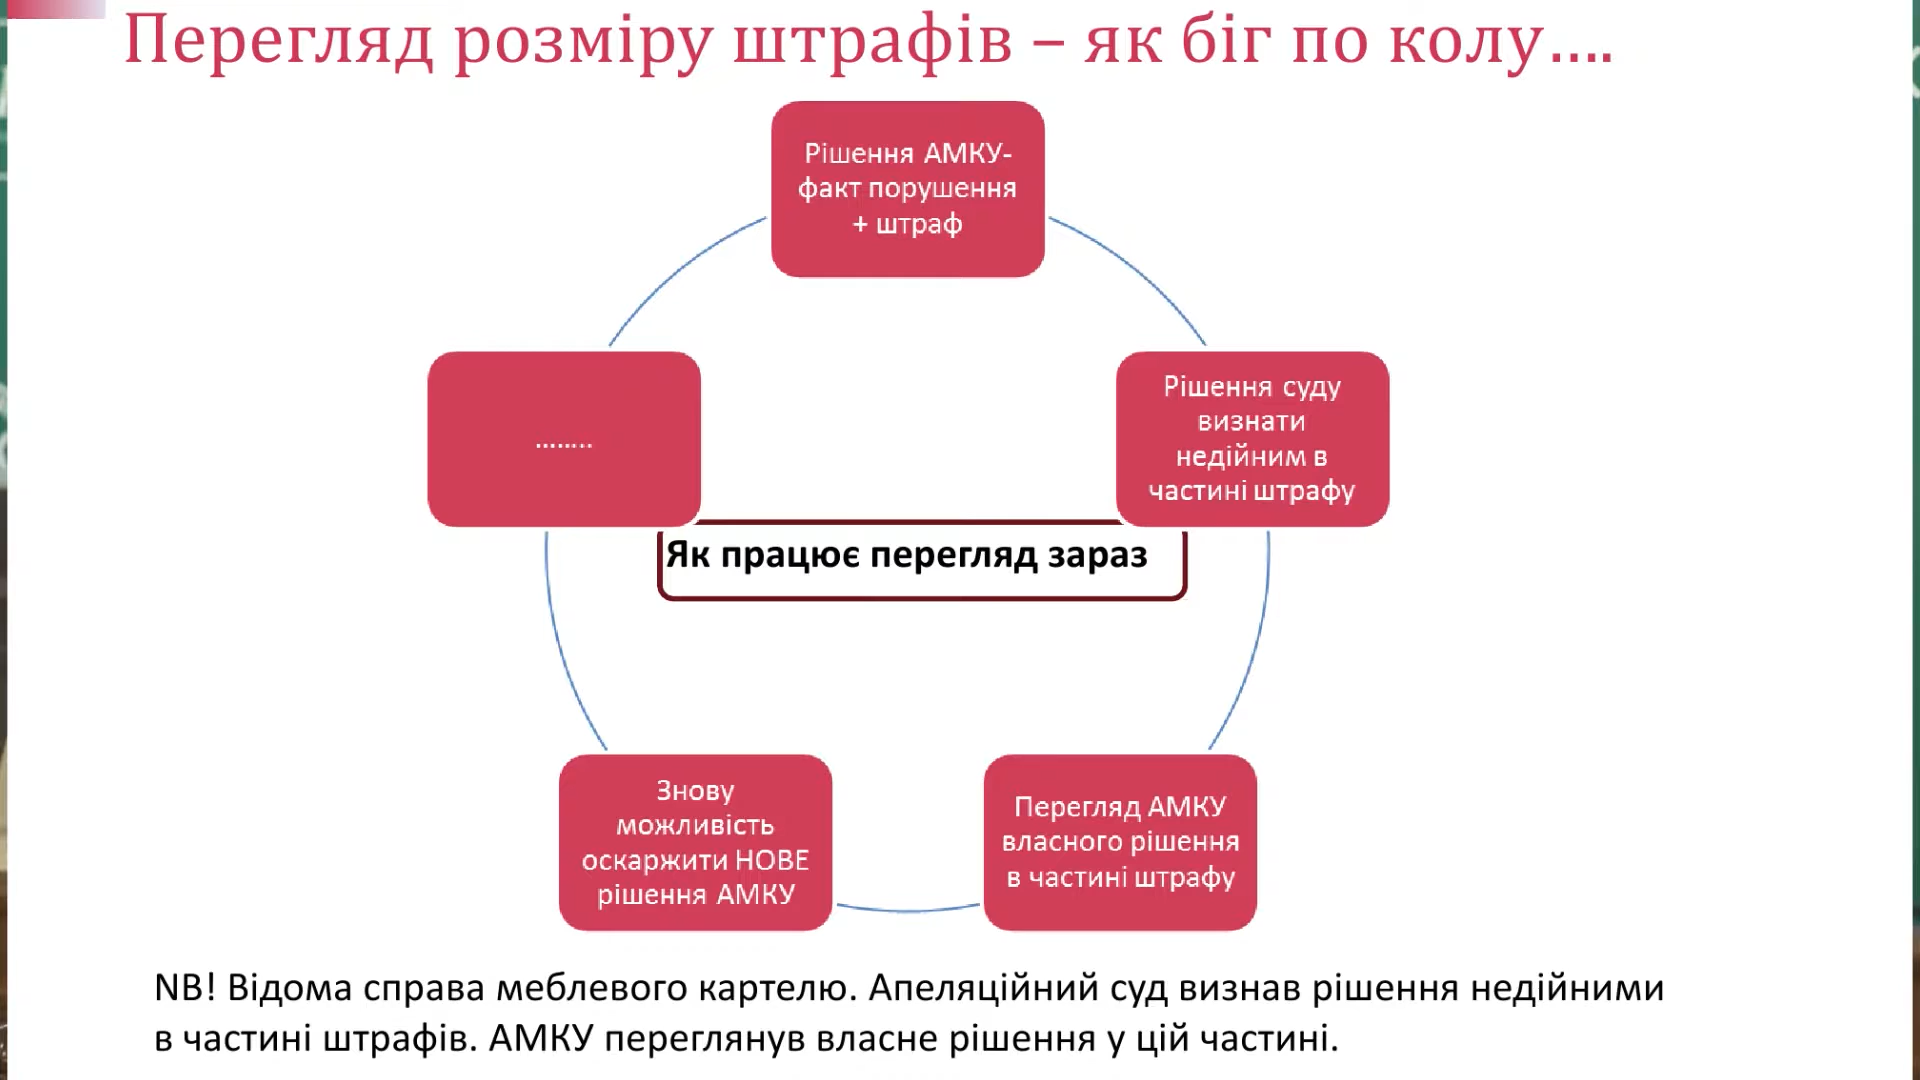 Перегляд розміру штрафів – як біг по колу....
Рішення АМКУ-
факт порушення
+ штраф
Рішення суду
визнати
недійним в
частині штрафу
........
Як працює перегляд зараз
Знову
можливість
оскаржити НОВЕ
рішення АМКУ
Перегляд АМКУ
власного рішення
в частині штрафу
NB! Відома справа меблевого картелю. Апеляційний суд визнав рішення недійними
в частині штрафів. АМКУ переглянув власне рішення у цій частині.